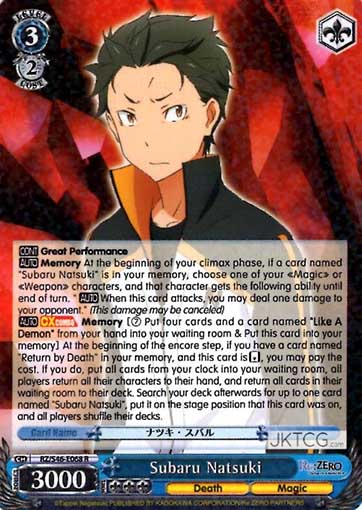 3
2
CONT Great Performance
AUTO Memory At the beginning of your climax phase, if a card named
"Subaru Natsuki" is in your memory, choose one of your «Magic» or
«Weapon» characters, and that character gets the following ability until
end of turn. "AUTO When this card attacks, you may deal one damage to
your opponent." (This damage may be canceled)
AUTO CX COMBO Memory [② Put four cards and a card named "Like A
Demon" from your hand into your waiting room & Put this card into your
memory] At the beginning of the encore step, if you have a card named
"Return by Death" in your memory, and this card is, you may pay the
cost. If you do, put all cards from your clock into your waiting room, all
players return all their characters to their hand, and return all cards in their
waiting room to their deck. Search your deck afterwards for up to one card
named "Subaru Natsuki", put it on the stage position that this card was on,
and all players shuffle their decks.
Card Name
ナツキ・スバル
JKTCG.com
RZ/S46-E068 R
Subaru Natsuki
Re:ZERO
3000
Death
Magic